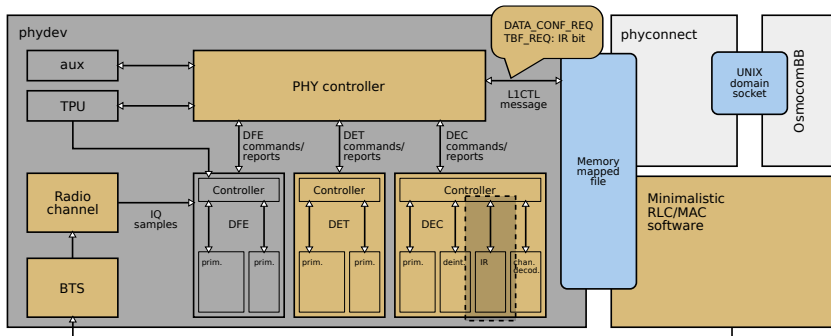 phydev
DATA_CONF_REQ
TBF_REQ: IR bit
phyconnect
aux
PHY controller
UNIX
domain
socket
OsmocomBB
TPU
L1CTL
message
DFE
commands/
reports
DET
commands/
reports
DEC
commands/
reports
Memory
mapped
file
Radio
channel
IQ
samples
Controller
Controller
Controller
Minimalistic
RLC/MAC
software
DFE
DET
DEC
prim.
prim.
prim.
prim.
prim.
deint.
IR
chan.
decod.
BTS